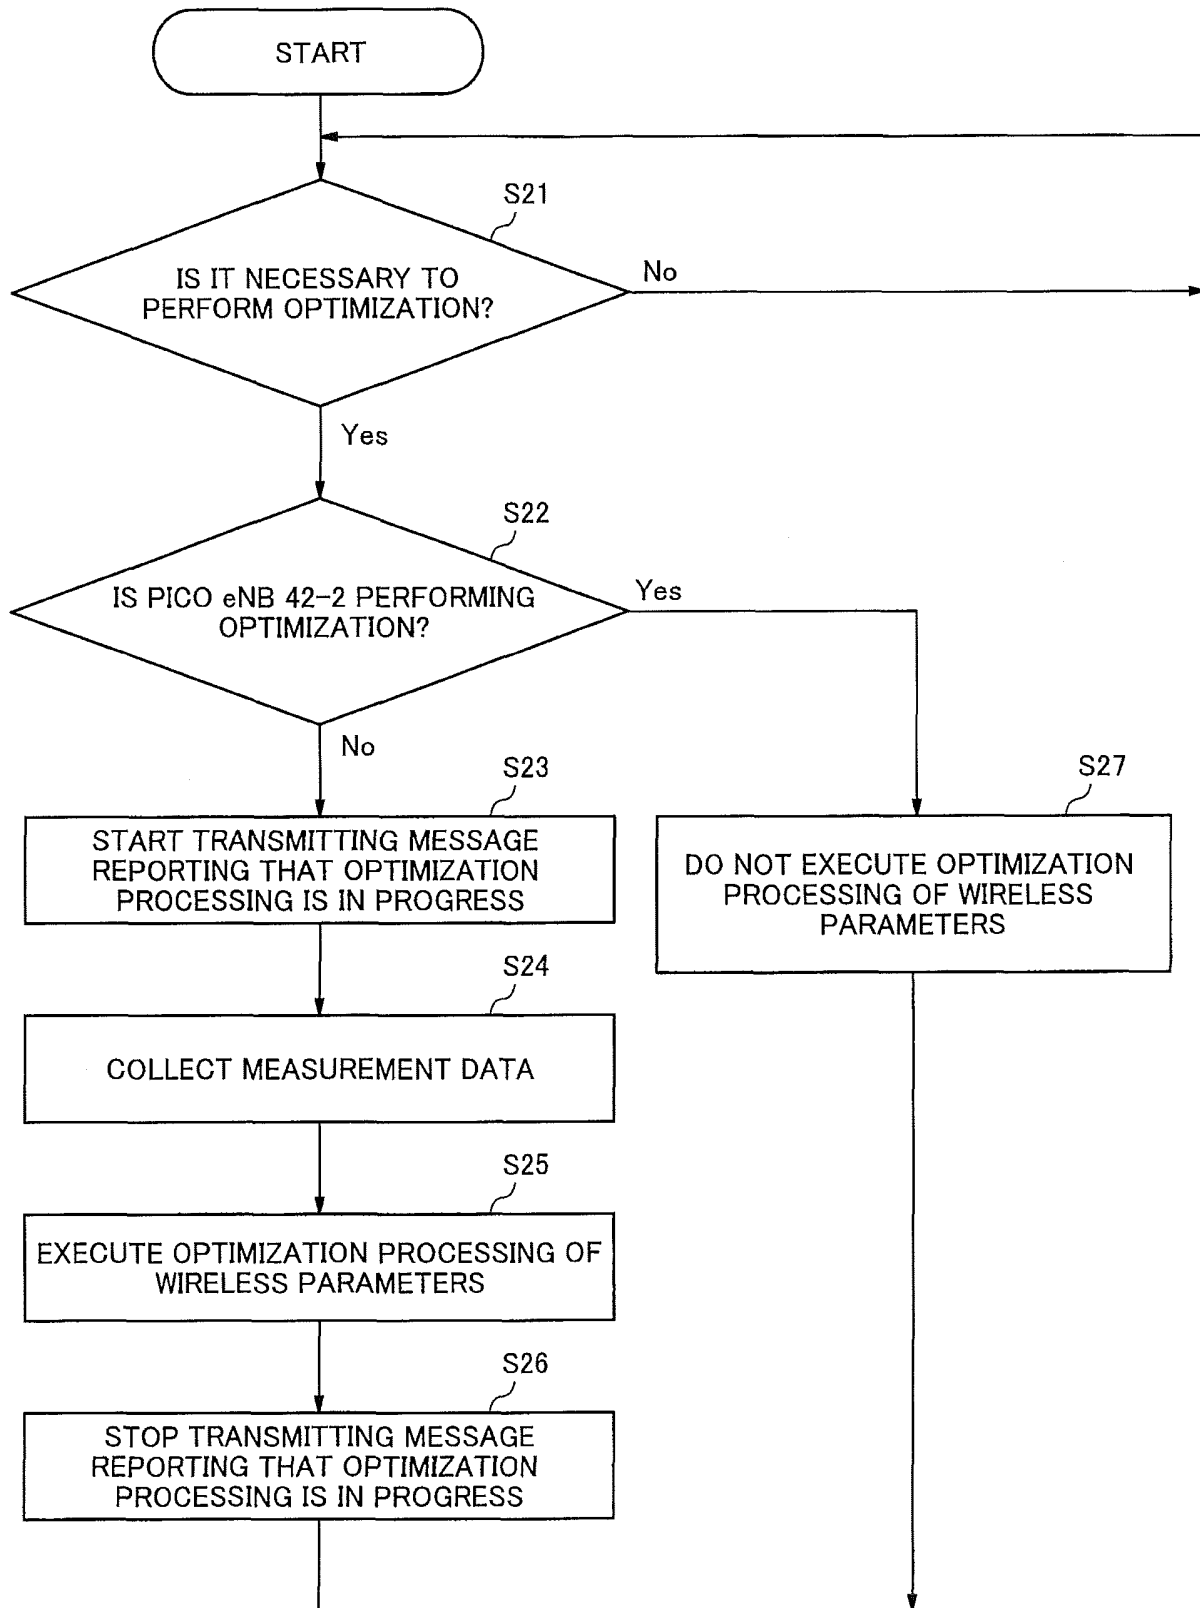 START
S21
IS IT NECESSARY TO
PERFORM OPTIMIZATION?
No
Yes
S22
IS PICO eNB 42-2 PERFORMING
OPTIMIZATION?
Yes
No
S23
START TRANSMITTING MESSAGE
REPORTING THAT OPTIMIZATION
PROCESSING IS IN PROGRESS
S27
DO NOT EXECUTE OPTIMIZATION
PROCESSING OF WIRELESS
PARAMETERS
S24
COLLECT MEASUREMENT DATA
S25
EXECUTE OPTIMIZATION PROCESSING OF
WIRELESS PARAMETERS
S26
STOP TRANSMITTING MESSAGE
REPORTING THAT OPTIMIZATION
PROCESSING IS IN PROGRESS